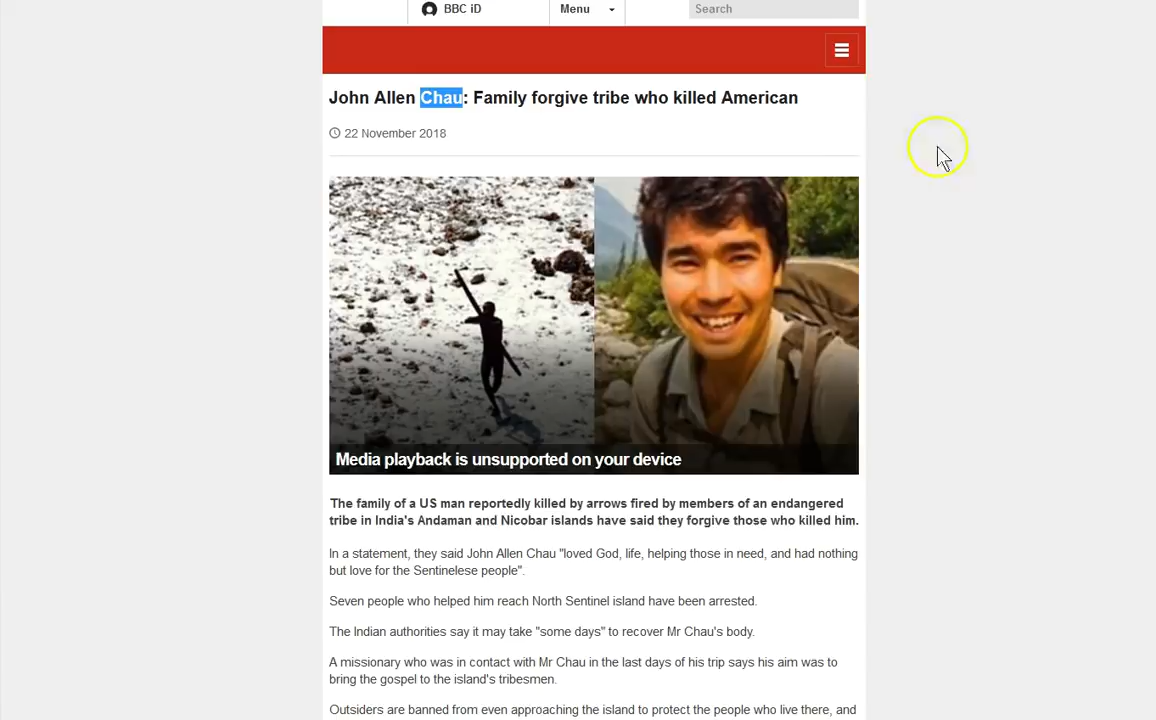 BBC iD Menu Search
John Allen Chau: Family forgive tribe who killed American
22 November 2018
Media playback is unsupported on your device
The family of a US man reportedly killed by arrows fired by members of an endangered
tribe in India's Andaman and Nicobar islands have said they forgive those who killed him.
In a statement, they said John Allen Chau "loved God, life, helping those in need, and had nothing
but love for the Sentinelese people".
Seven people who helped him reach North Sentinel island have been arrested.
The Indian authorities say it may take "some days" to recover Mr Chau's body.
A missionary who was in contact with Mr Chau in the last days of his trip says his aim was to
bring the gospel to the island's tribesmen.
Outsiders are banned from even approaching the island to protect the people who live there, and